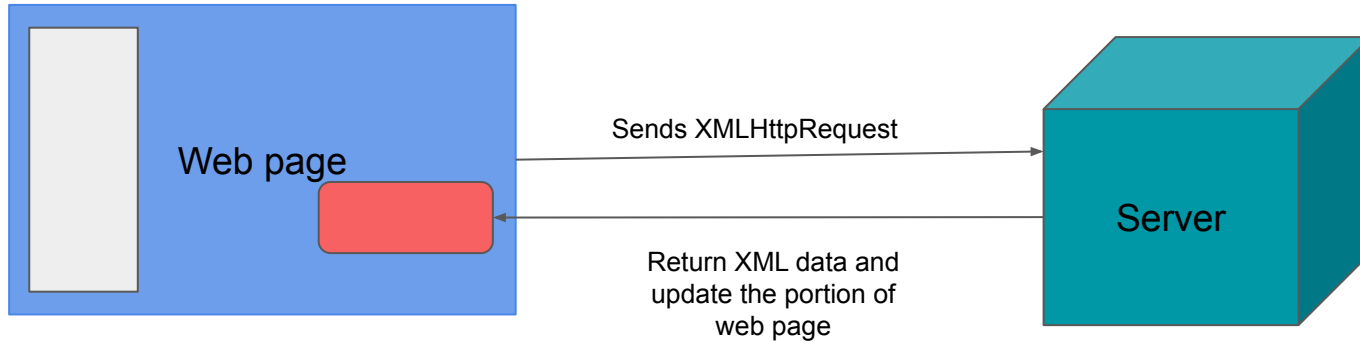 Sends XMLHttpRequest
Web page
Server
Return XML data and
update the portion of
web page